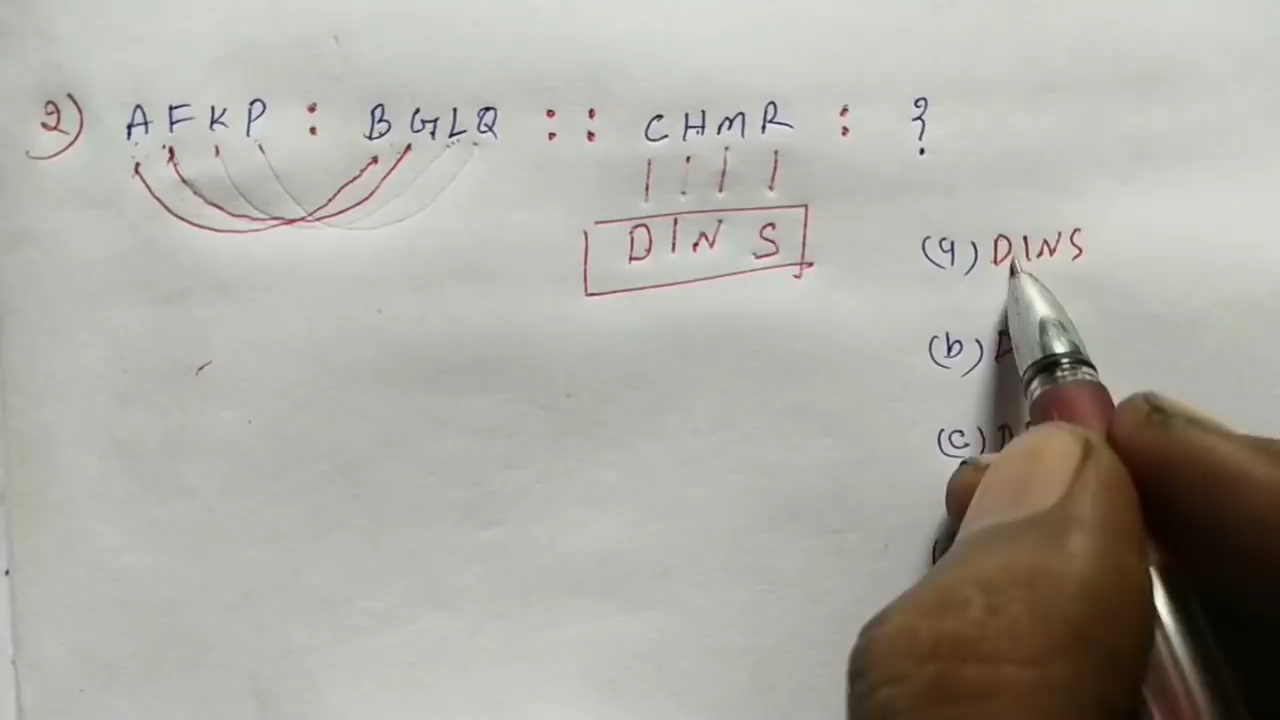 2) AFKP : BGLQ :: CHMR : ?
DINS
(a) DINS
(b) D
(c) D